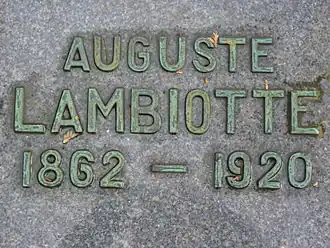 AUGUSTE
LAMBIOTTE
1862 – 1920